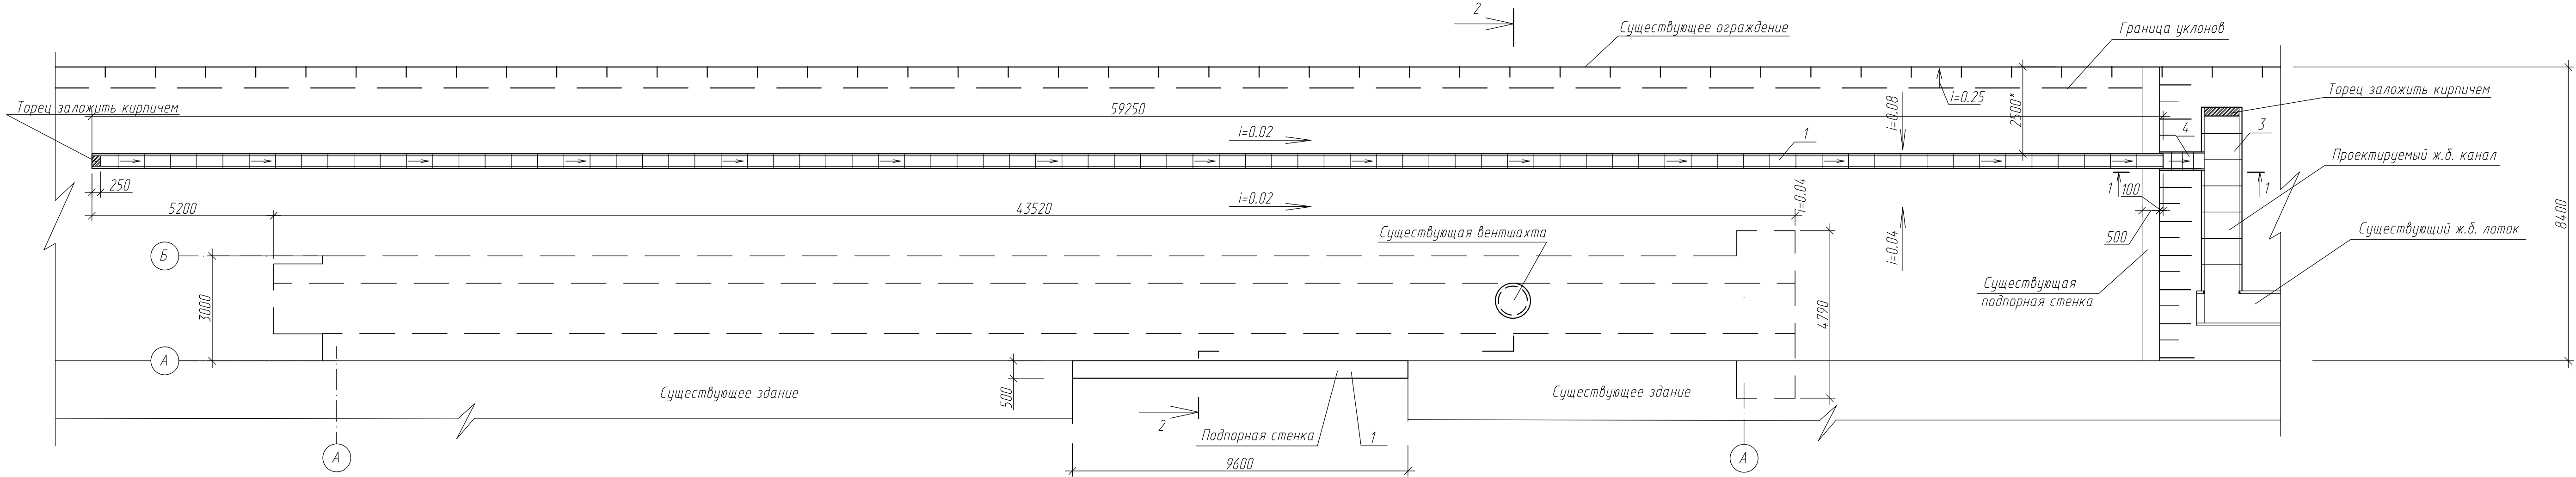 2
Существующее ограждение
Граница уклонов
Торец заложить кирпичем
59250
i=0.02
i=0.08
2500*
i=0.25
Торец заложить кирпичем
1
4
3
Проектируемый ж.б. канал
250
5200
43520
i=0.02
i=0.04
i=0.04
1
100
1
500
8400
Существующий ж.б. лоток
Б
Существующая вентшахта
3000
4790
Существующая
подпорная стенка
А
Существующее здание
500
Существующее здание
2
Подпорная стенка
1
А
9600
А